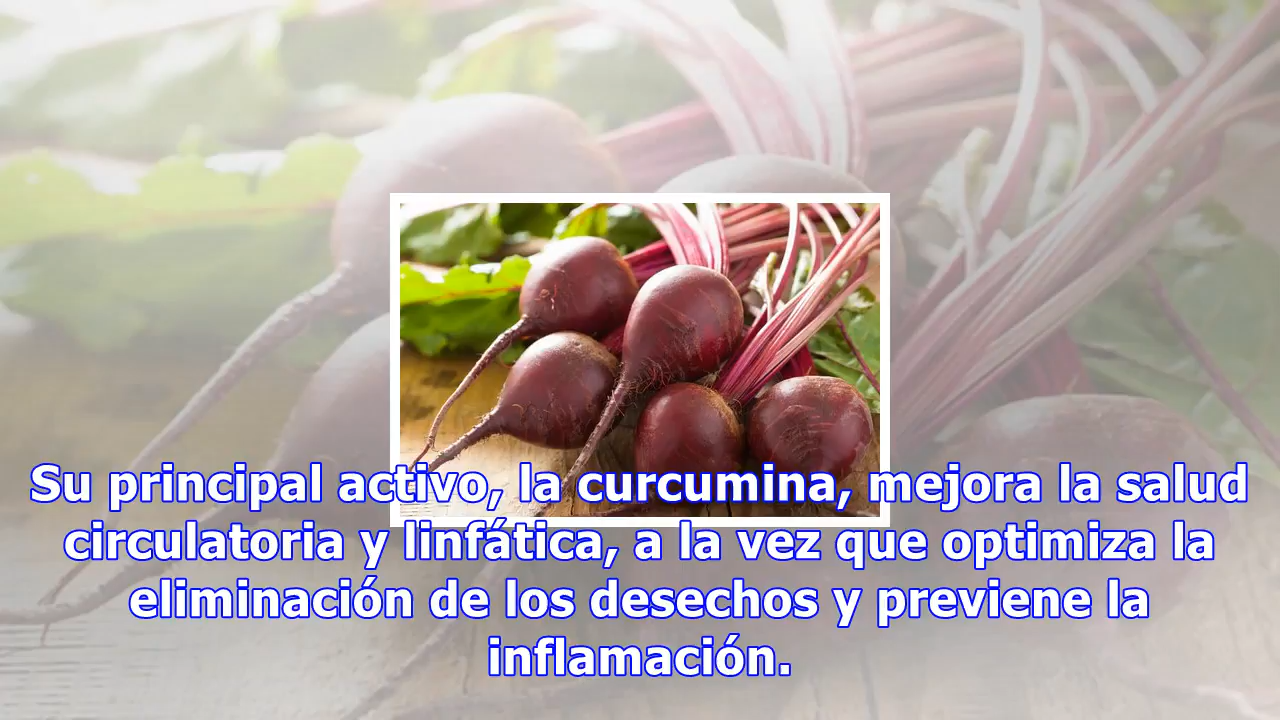 Su principal activo, la curcumina, mejora la salud
circulatoria y linfática, a la vez que optimiza la
eliminación de los desechos y previene la
inflamación.